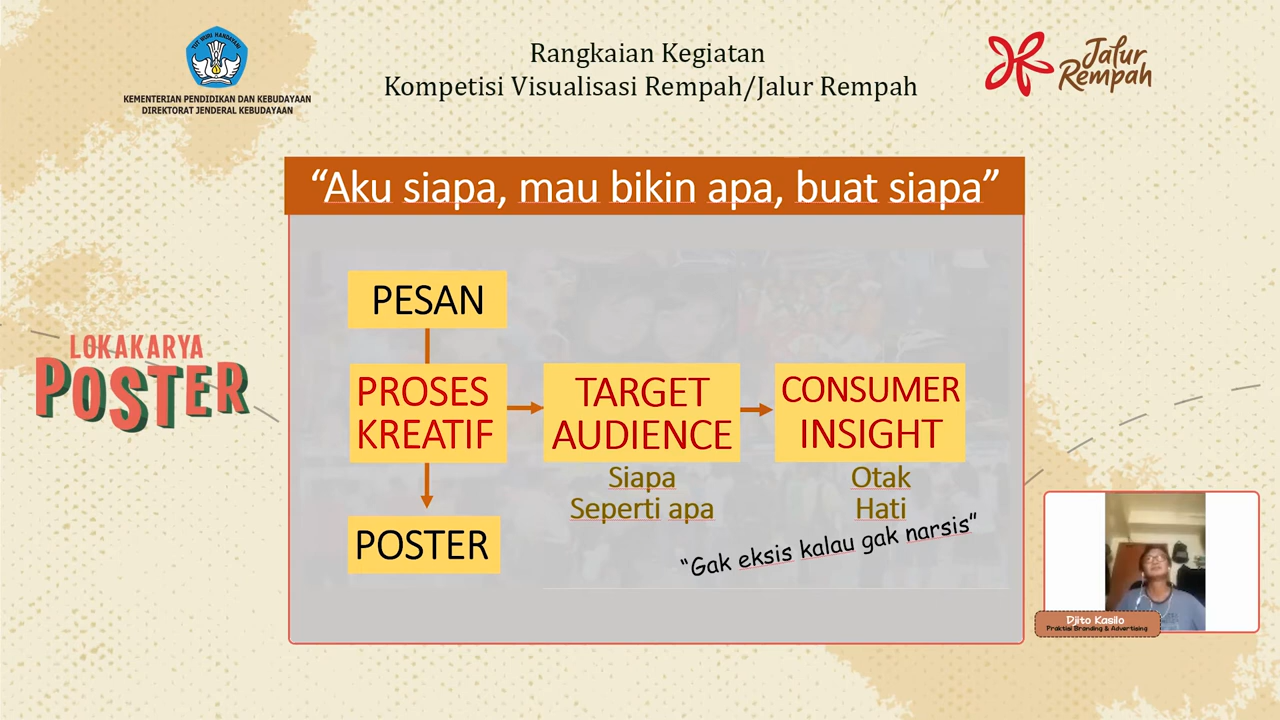 TUT WURI HANDAYANI
KEMENTERIAN PENDIDIKAN DAN KEBUDAYAAN
DIREKTORAT JENDERAL KEBUDAYAAN
Rangkaian Kegiatan
Kompetisi Visualisasi Rempah/Jalur Rempah
Jalur
Rempah
“Aku siapa, mau bikin apa, buat siapa”
LOKAKARYA
POSTER
PESAN
PROSES
KREATIF
TARGET
AUDIENCE
CONSUMER
INSIGHT
Siapa
Seperti apa
Otak
Hati
POSTER
“Gak eksis kalau gak narsis”
Djito Kasilo
Praktisi Branding & Advertising